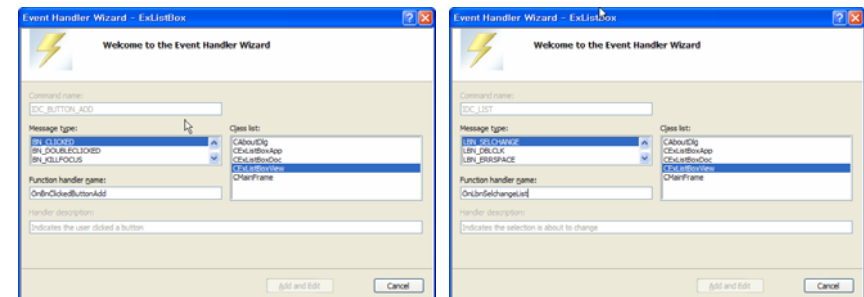 Event Handler Wizard - ExListBox
Welcome to the Event Handler Wizard
Command name:
IDC_BUTTON_ADD
Message type:
BN_CLICKED
BN_DOUBLECLICKED
BN_KILLFOCUS
Class list:
CAboutDlg
CExListBoxApp
CExListBoxDoc
CExListBoxView
CMainFrame
Function handler name:
OnBnClickedButtonAdd
Handler description:
Indicates the user clicked a button
Add and Edit
Cancel
Event Handler Wizard - ExListBox
Welcome to the Event Handler Wizard
Command name:
IDC_LIST
Message type:
LBN_SELCHANGE
LBN_DBLCLK
LBN_ERRSPACE
Class list:
CAboutDlg
CExListBoxApp
CExListBoxDoc
CExListBoxView
CMainFrame
Function handler name:
OnLbnSelchangeList
Handler description:
Indicates the selection is about to change
Add and Edit
Cancel